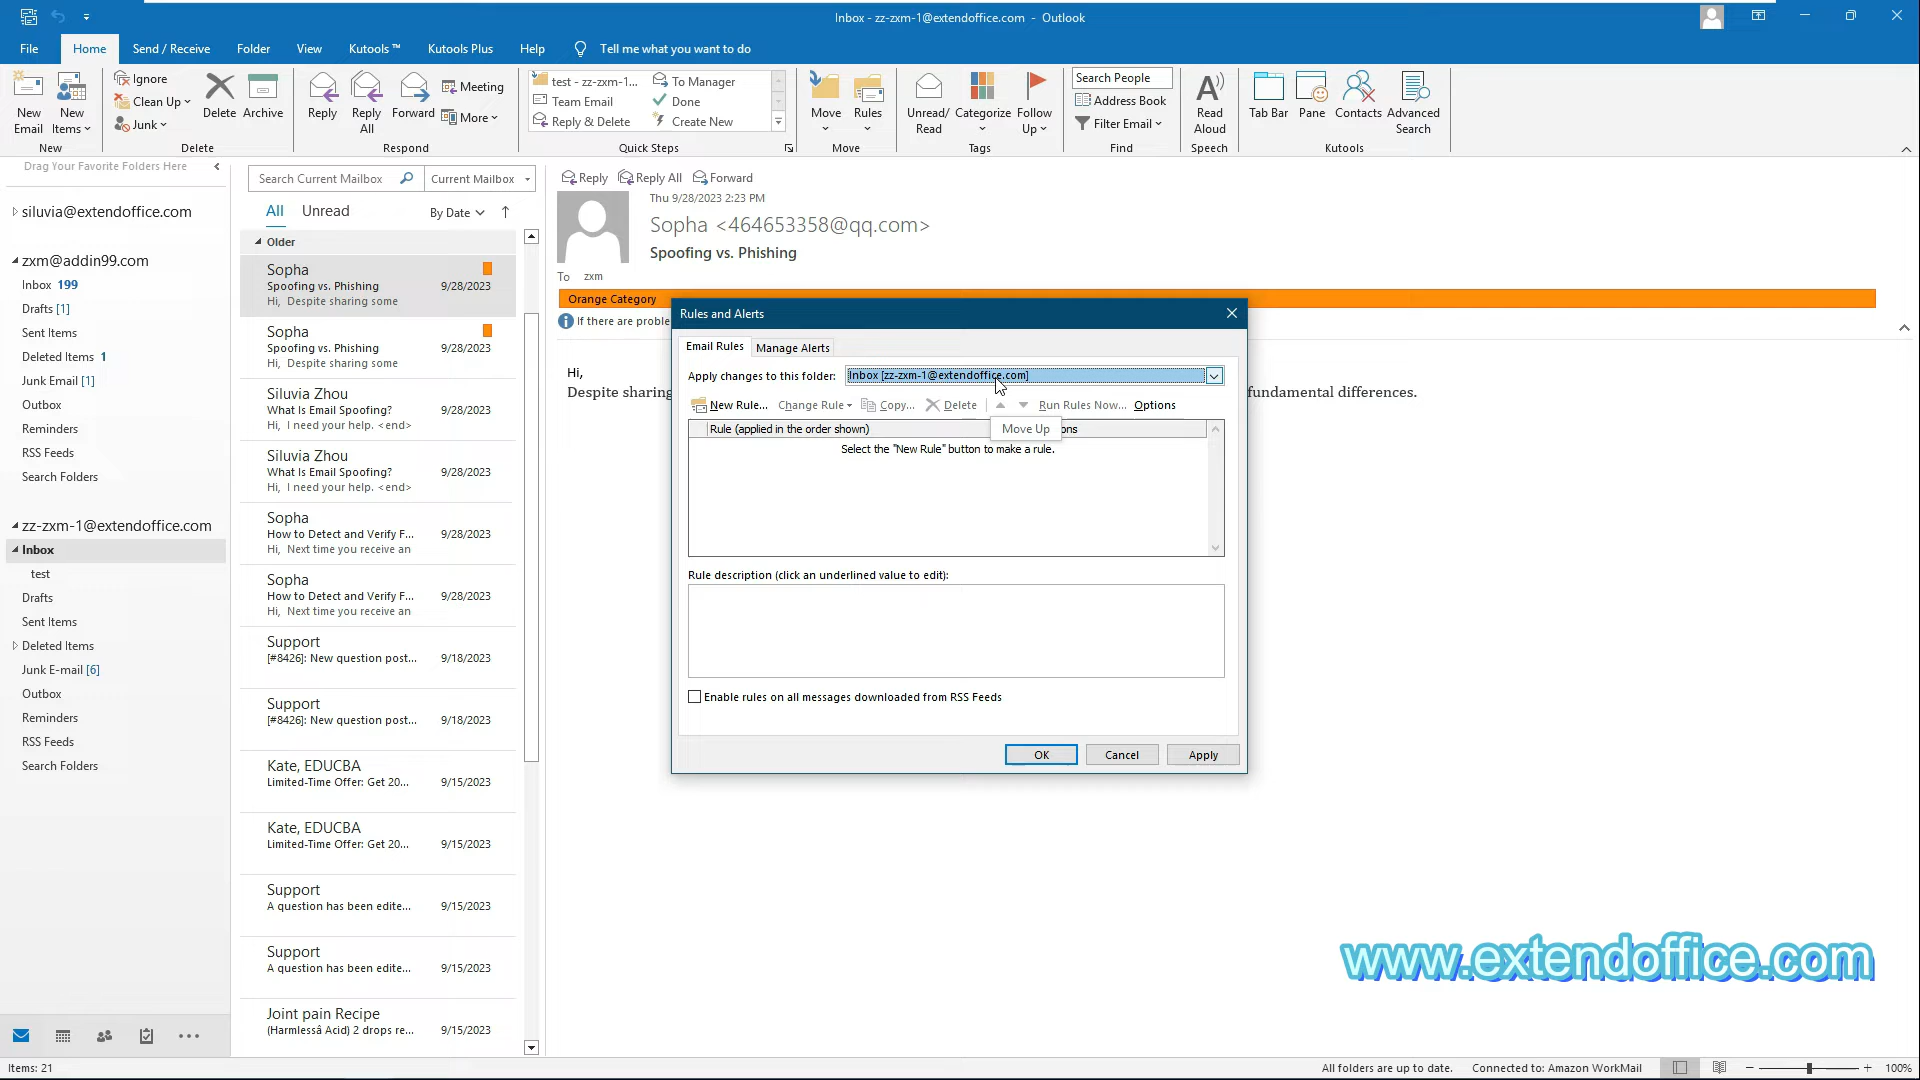 Inbox - zz-zxm-1@extendoffice.com - Outlook
File Home Send / Receive Folder View Kutools ™ Kutools Plus Help Tell me what you want to do
New Email
New Items
New
Ignore
Clean Up
Junk
Delete
Archive
Delete
Reply
Reply All
Forward
Meeting
More
Respond
test - zz-zxm-1...
Team Email
Reply & Delete
To Manager
Done
Create New
Quick Steps
Move
Rules
Move
Unread/ Read
Categorize
Follow Up
Tags
Search People
Address Book
Filter Email
Find
Read Aloud
Speech
Tab Bar
Pane
Contacts
Advanced Search
Kutools
Drag Your Favorite Folders Here
siluvia@extendoffice.com
zxm@addin99.com
Inbox 199
Drafts [1]
Sent Items
Deleted Items 1
Junk Email [1]
Outbox
Reminders
RSS Feeds
Search Folders
zz-zxm-1@extendoffice.com
Inbox
test
Drafts
Sent Items
Deleted Items
Junk E-mail [6]
Outbox
Reminders
RSS Feeds
Search Folders
Search Current Mailbox Current Mailbox
All Unread By Date
Older
Sopha
Spoofing vs. Phishing 9/28/2023
Hi, Despite sharing some
Sopha
Spoofing vs. Phishing 9/28/2023
Hi, Despite sharing some
Siluvia Zhou
What Is Email Spoofing? 9/28/2023
Hi, I need your help. <end>
Siluvia Zhou
What Is Email Spoofing? 9/28/2023
Hi, I need your help. <end>
Sopha
How to Detect and Verify F... 9/28/2023
Hi, Next time you receive an
Sopha
How to Detect and Verify F... 9/28/2023
Hi, Next time you receive an
Support
[#8426]: New question post... 9/18/2023
Support
[#8426]: New question post... 9/18/2023
Kate, EDUCBA
Limited-Time Offer: Get 20... 9/15/2023
Kate, EDUCBA
Limited-Time Offer: Get 20... 9/15/2023
Support
A question has been edite... 9/15/2023
Support
A question has been edite... 9/15/2023
Joint pain Recipe
(Harmlessâ Acid) 2 drops re... 9/15/2023
Reply Reply All Forward
Thu 9/28/2023 2:23 PM
Sopha <464653358@qq.com>
Spoofing vs. Phishing
To zxm
Orange Category
If there are proble
Hi,
Despite sharing fundamental differences.
Rules and Alerts
Email Rules Manage Alerts
Apply changes to this folder: Inbox [zz-zxm-1@extendoffice.com]
New Rule... Change Rule Copy... Delete Run Rules Now... Options
Rule (applied in the order shown) ons
Move Up
Select the "New Rule" button to make a rule.
Rule description (click an underlined value to edit):
Enable rules on all messages downloaded from RSS Feeds
OK Cancel Apply
www.extendoffice.com
Items: 21 All folders are up to date. Connected to: Amazon WorkMail 100%